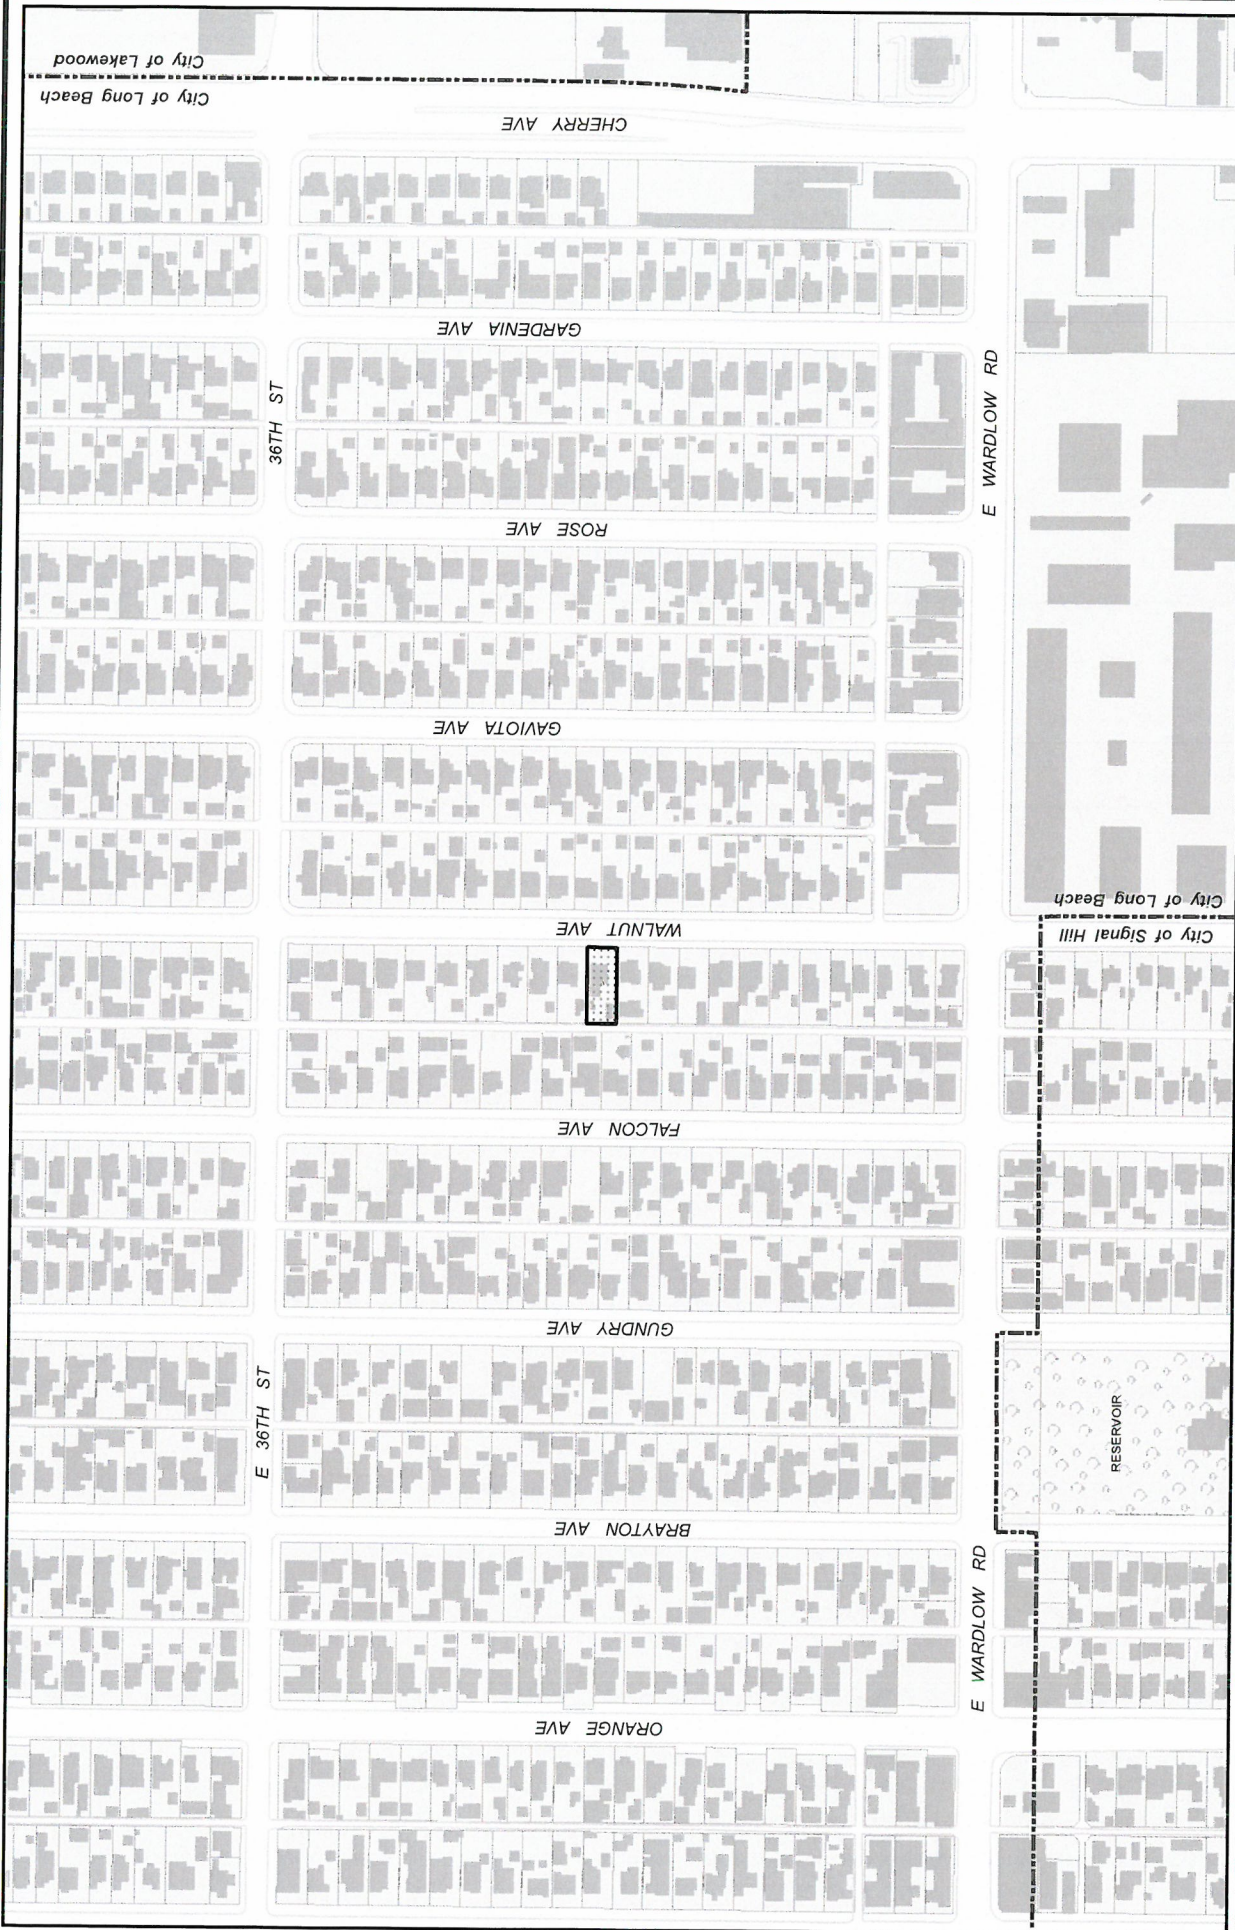 City of Lakewood
City of Long Beach
CHERRY AVE
GARDENIA AVE
36TH ST
E WARDLOW RD
ROSE AVE
GAVIOTA AVE
City of Long Beach
City of Signal Hill
WALNUT AVE
FALCON AVE
GUNDRY AVE
E 36TH ST
RESERVOIR
BRAYTON AVE
E WARDLOW RD
ORANGE AVE